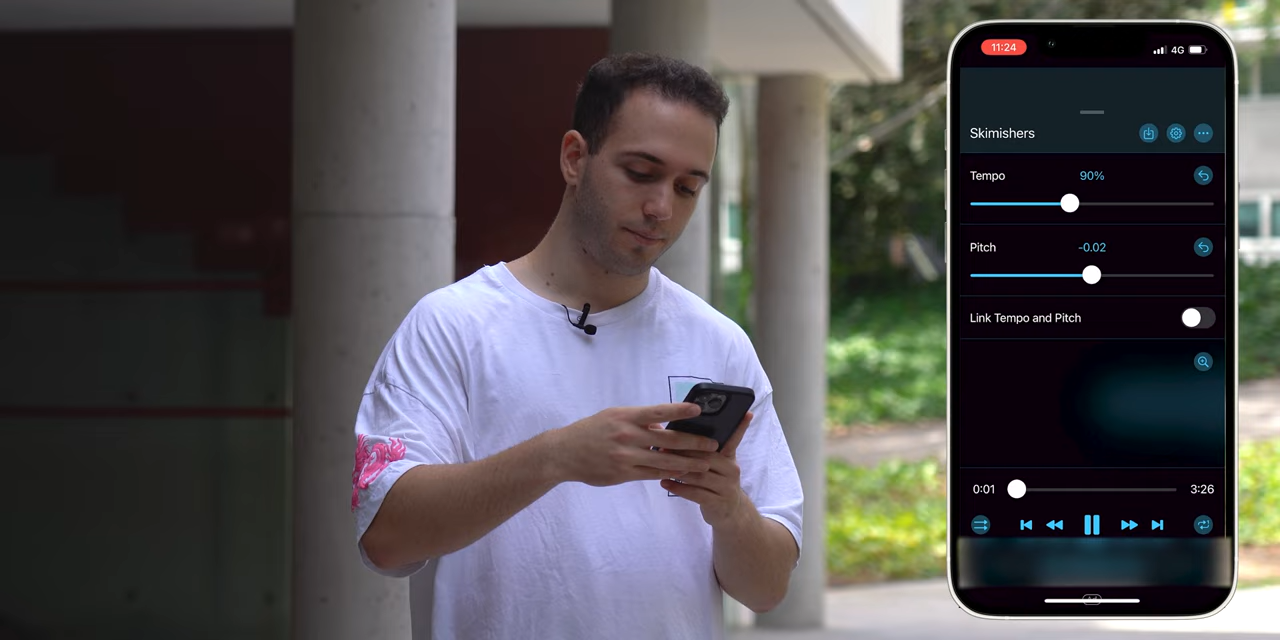 11:24 4G
Skimishers
Tempo 90%
Pitch -0.02
Link Tempo and Pitch
0:01 3:26